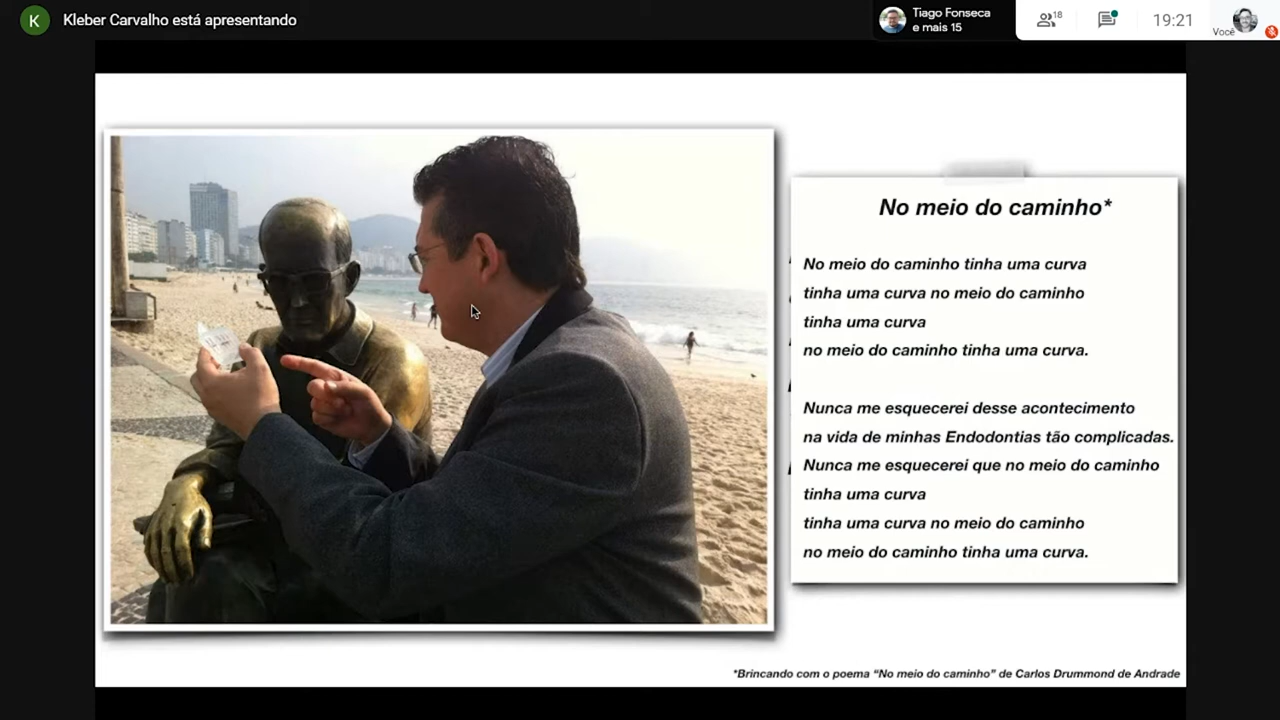 K
Kleber Carvalho está apresentando
Tiago Fonseca
e mais 15
18
19:21
Você
No meio do caminho*
No meio do caminho tinha uma curva
tinha uma curva no meio do caminho
tinha uma curva
no meio do caminho tinha uma curva.
Nunca me esquecerei desse acontecimento
na vida de minhas Endodontias tão complicadas.
Nunca me esquecerei que no meio do caminho
tinha uma curva
tinha uma curva no meio do caminho
no meio do caminho tinha uma curva.
*Brincando com o poema “No meio do caminho” de Carlos Drummond de Andrade